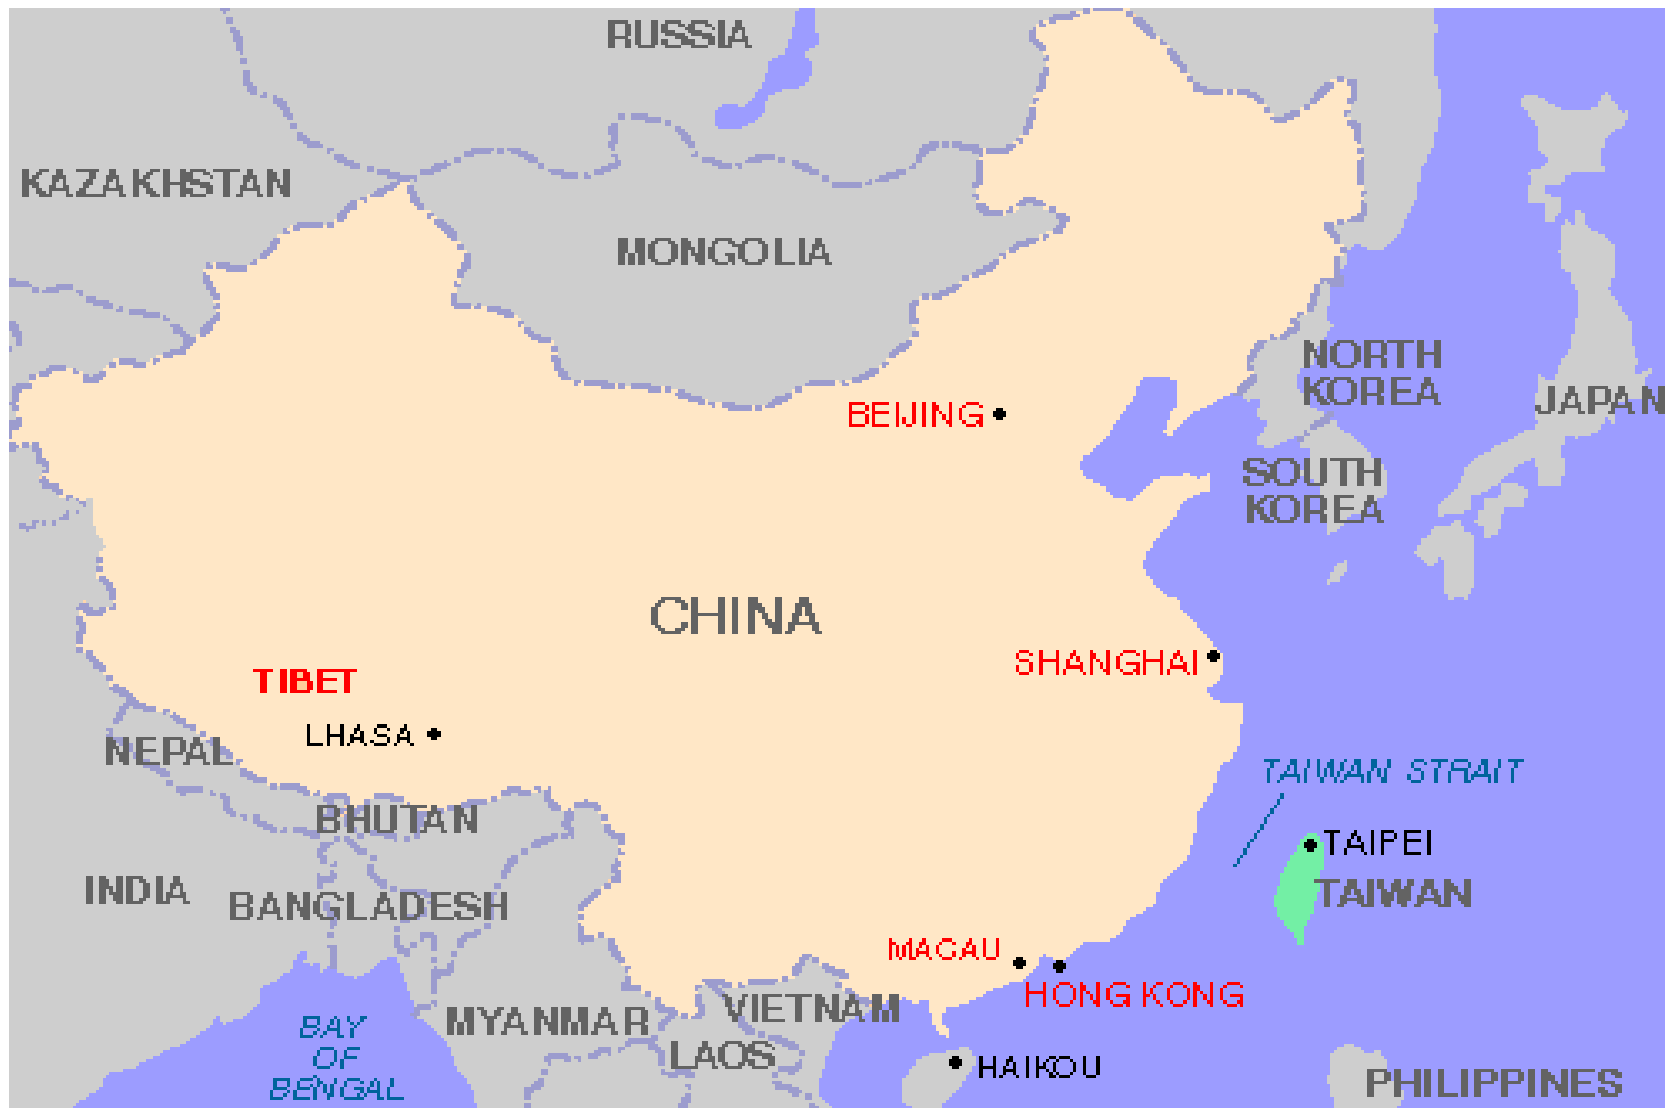 RUSSIA
KAZAKHSTAN
MONGOLIA
NORTH
KOREA
JAPAN
BEIJING
SOUTH
KOREA
CHINA
SHANGHAI
TIBET
LHASA
NEPAL
TAIWAN STRAIT
BHUTAN
TAIPEI
INDIA
BANGLADESH
TAIWAN
MACAU
HONG KONG
VIETNAM
MYANMAR
BAY
OF
BENGAL
LAOS
HAIKOU
PHILIPPINES